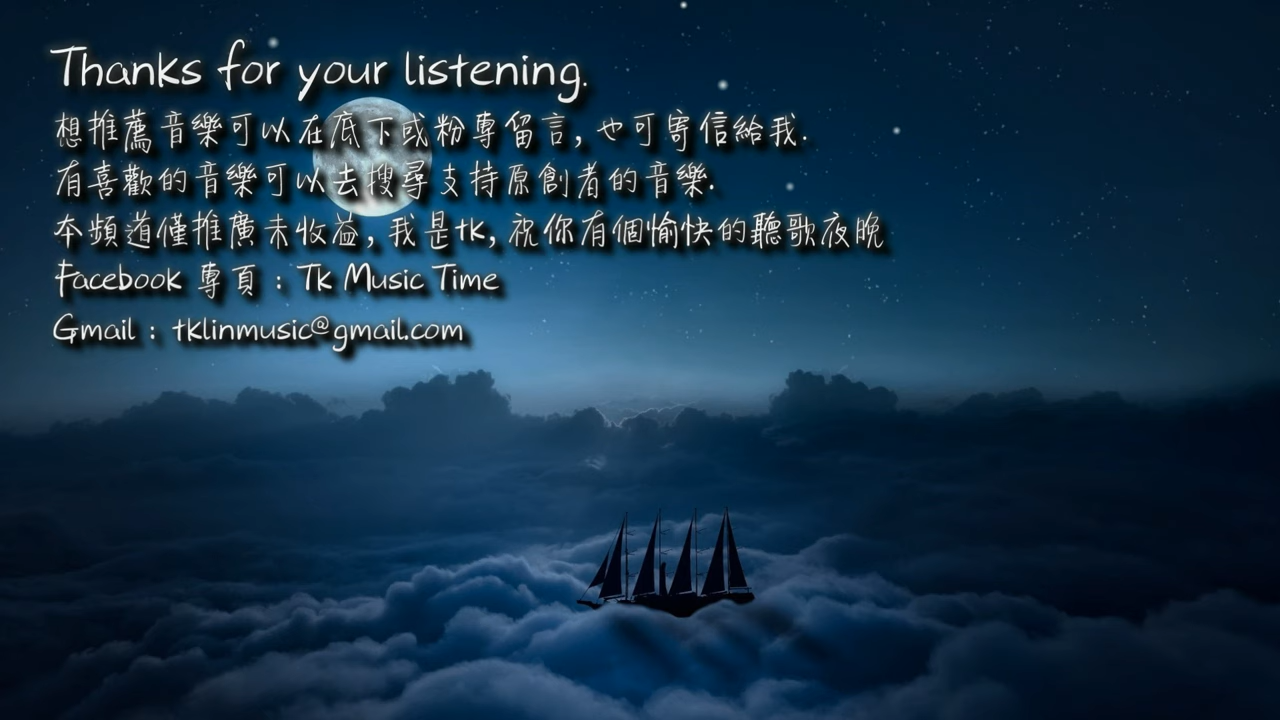 Thanks for your listening.
想推薦音樂可以在底下或粉專留言, 也可寄信給我.
有喜歡的音樂可以去搜尋支持原創者的音樂.
本頻道僅推廣未收益, 我是tk, 祝你有個愉快的聽歌夜晚
Facebook 專頁 : Tk Music Time
Gmail : tklinmusic@gmail.com